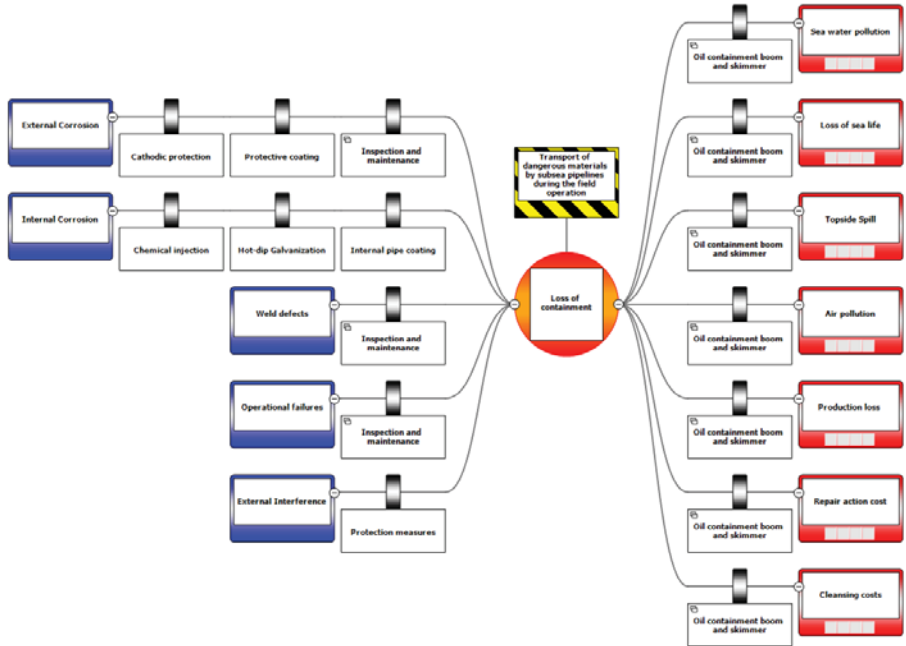 Sea water pollution
Oil containment boom
and skimmer
External Corrosion
Cathodic protection
Protective coating
Inspection and
maintenance
Loss of sea life
Oil containment boom
and skimmer
Transport of
dangerous materials
by subsea pipelines
during the field
operation
Internal Corrosion
Chemical injection
Hot-dip Galvanization
Internal pipe coating
Topside Spill
Oil containment boom
and skimmer
Loss of
containment
Weld defects
Inspection and
maintenance
Air pollution
Oil containment boom
and skimmer
Operational failures
Inspection and
maintenance
Production loss
Oil containment boom
and skimmer
External Interference
Protection measures
Repair action cost
Oil containment boom
and skimmer
Cleansing costs
Oil containment boom
and skimmer